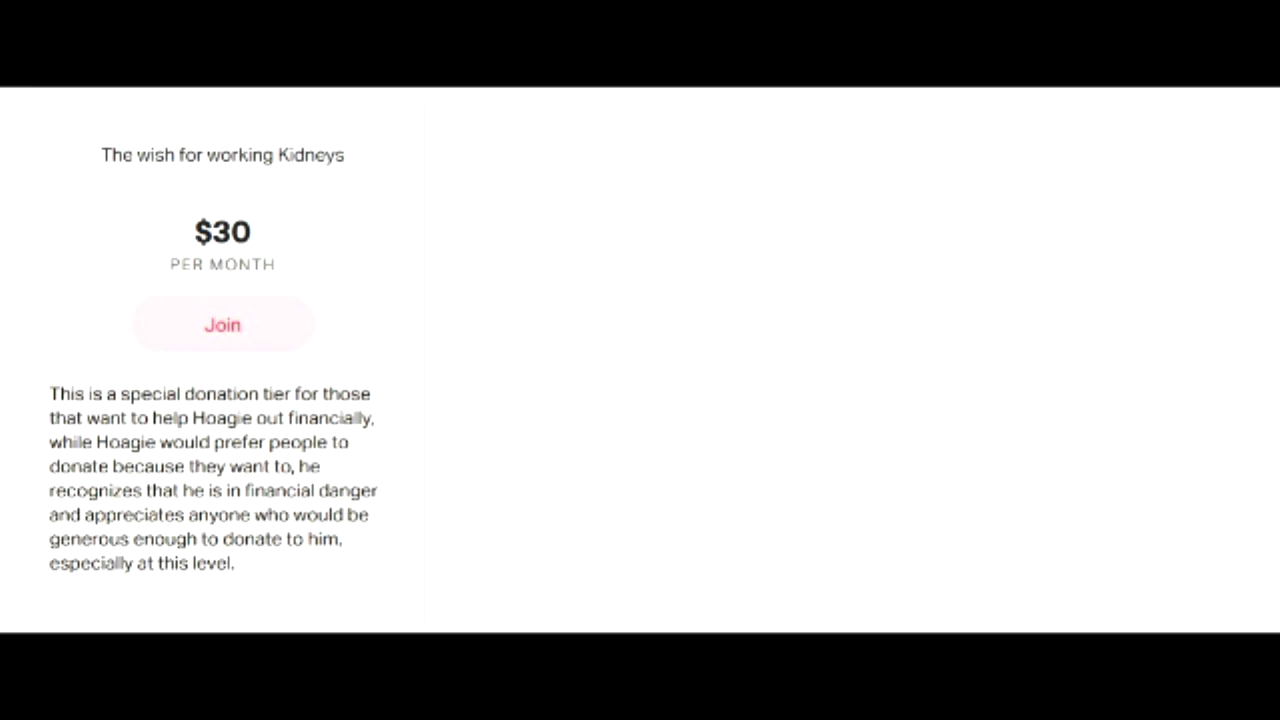 The wish for working Kidneys
$30
PER MONTH
Join
This is a special donation tier for those
that want to help Hoagie out financially,
while Hoagie would prefer people to
donate because they want to, he
recognizes that he is in financial danger
and appreciates anyone who would be
generous enough to donate to him,
especially at this level.